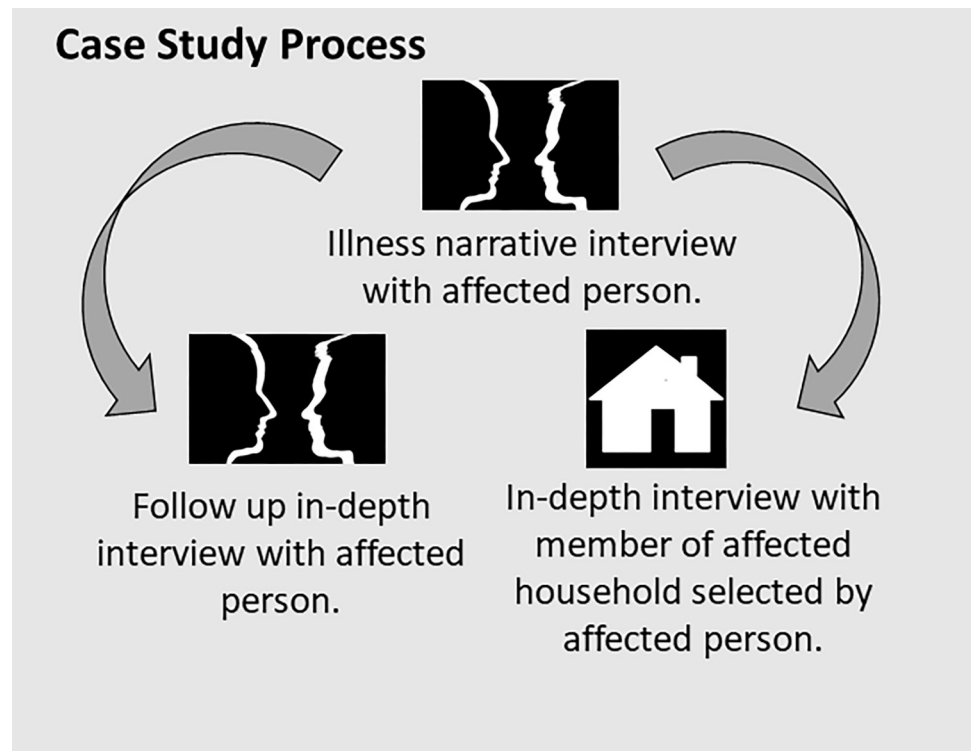 Case Study Process
Illness narrative interview
with affected person.
Follow up in-depth
interview with affected
person.
In-depth interview with
member of affected
household selected by
affected person.